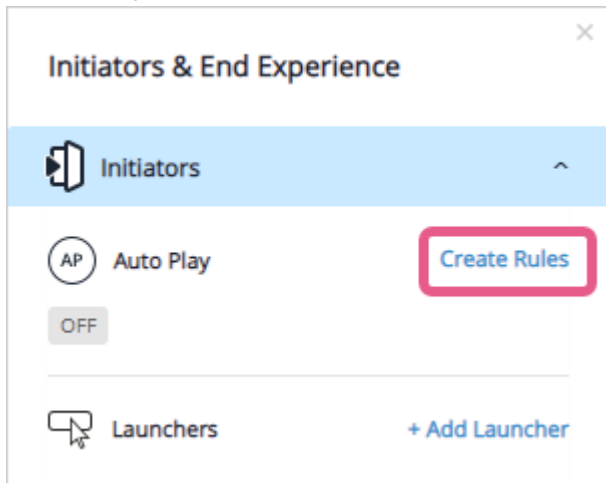 Initiators & End Experience
Initiators
AP Auto Play Create Rules
OFF
Launchers + Add Launcher